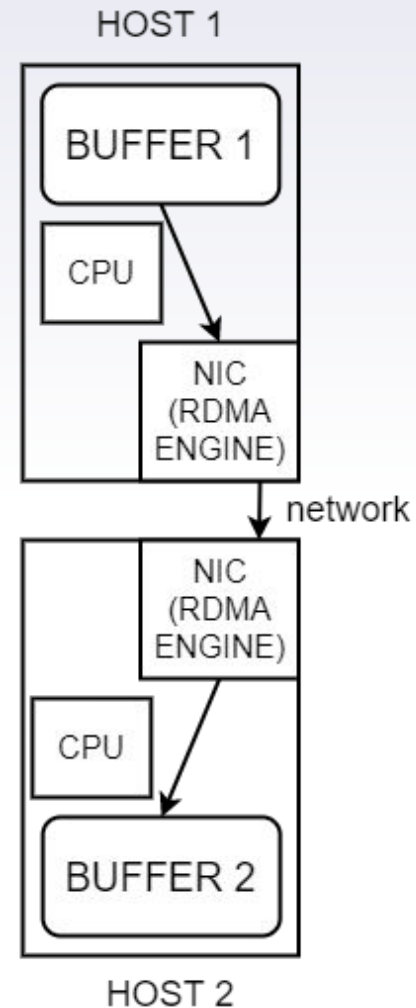 HOST 1
BUFFER 1
CPU
NIC
(RDMA
ENGINE)
network
NIC
(RDMA
ENGINE)
CPU
BUFFER 2
HOST 2